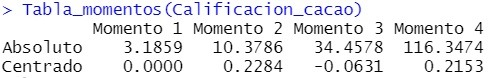 > Tabla_momentos(Calificacion_cacao)
Momento 1 Momento 2 Momento 3 Momento 4
Absoluto 3.1859 10.3786 34.4578 116.3474
Centrado 0.0000 0.2284 -0.0631 0.2153